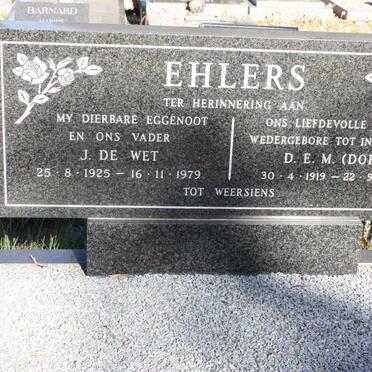 BARNARD
EHLERS
TER HERINNERING AAN
MY DIERBARE EGGENOOT
EN ONS VADER
J. DE WET
25 - 8 - 1925 — 16 - 11 - 1979
ONS LIEFDEVOLLE
WEDERGEBORE TOT IN
D. E. M. (DOR
30 - 4 - 1919 — 22 - 9
TOT WEERSIENS